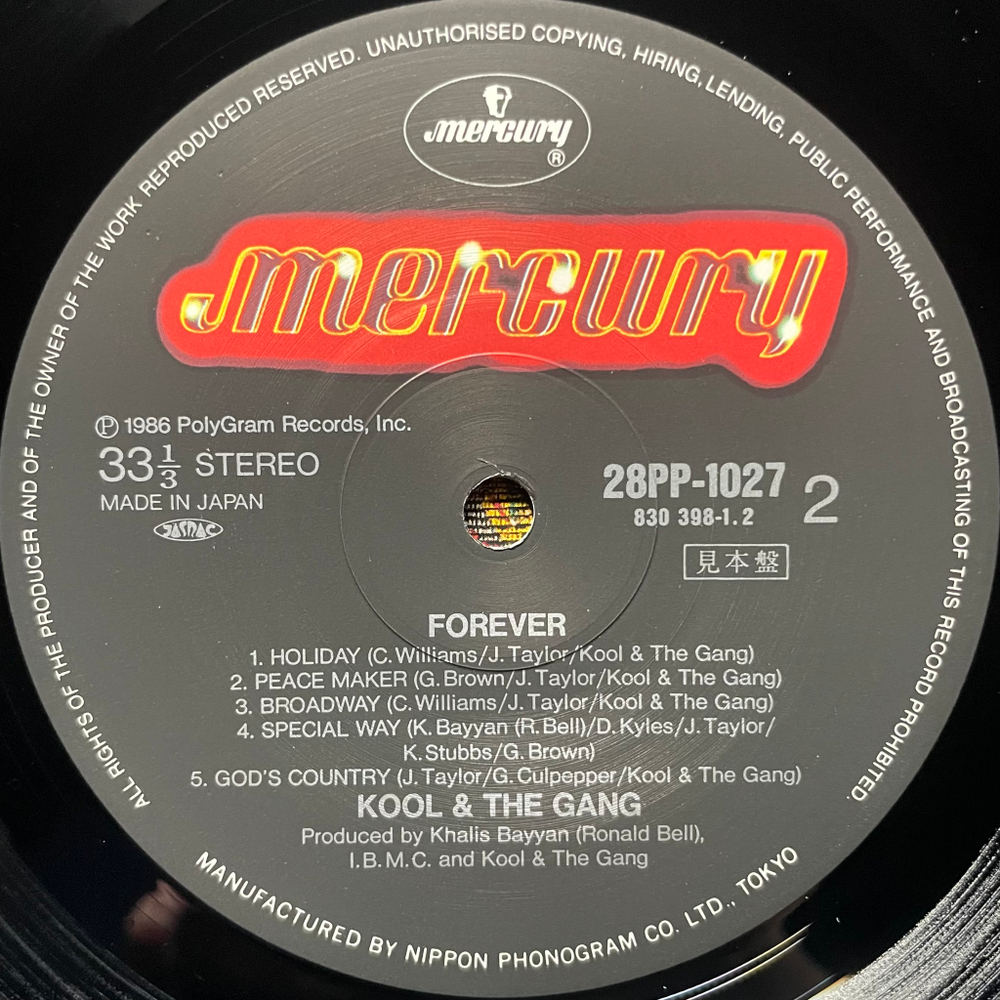 ALL RIGHTS OF THE PRODUCER AND OF THE OWNER OF THE WORK REPRODUCED RESERVED. UNAUTHORISED COPYING, HIRING, LENDING, PUBLIC PERFORMANCE AND BROADCASTING OF THIS RECORD PROHIBITED.
mercury
®
mercury
℗ 1986 PolyGram Records, Inc.
33 1/3 STEREO
MADE IN JAPAN
JASRAC
28PP-1027
830 398-1.2
2
見本盤
FOREVER
1. HOLIDAY (C.Williams/J.Taylor/Kool & The Gang)
2. PEACE MAKER (G.Brown/J.Taylor/Kool & The Gang)
3. BROADWAY (C.Williams/J.Taylor/Kool & The Gang)
4. SPECIAL WAY (K.Bayyan (R.Bell)/D.Kyles/J.Taylor/
K.Stubbs/G.Brown)
5. GOD'S COUNTRY (J.Taylor/G.Culpepper/Kool & The Gang)
KOOL & THE GANG
Produced by Khalis Bayyan (Ronald Bell),
I.B.M.C. and Kool & The Gang
MANUFACTURED BY NIPPON PHONOGRAM CO. LTD., TOKYO